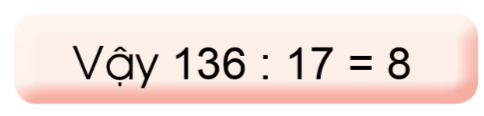 Vậy 136 : 17 = 8